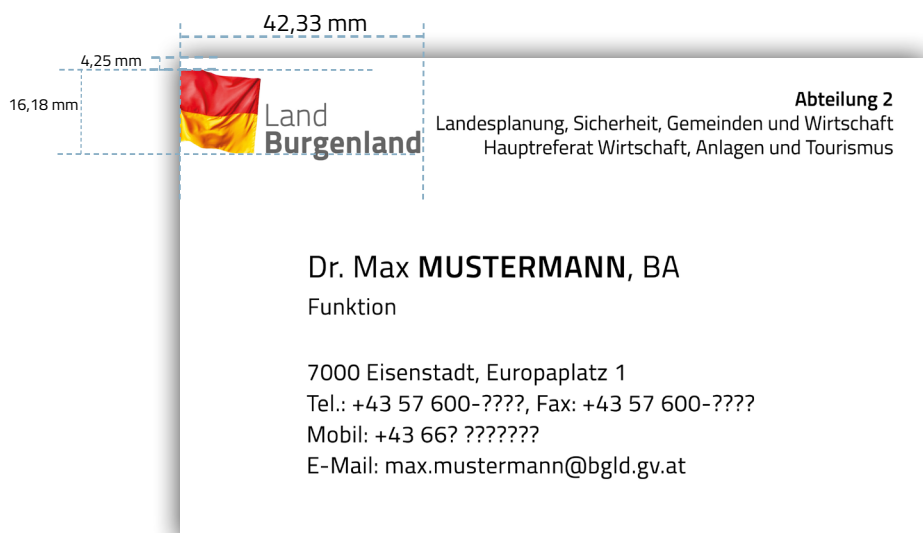 42,33 mm
4,25 mm
16,18 mm
Land
Burgenland
Abteilung 2
Landesplanung, Sicherheit, Gemeinden und Wirtschaft
Hauptreferat Wirtschaft, Anlagen und Tourismus
Dr. Max MUSTERMANN, BA
Funktion
7000 Eisenstadt, Europaplatz 1
Tel.: +43 57 600-????, Fax: +43 57 600-????
Mobil: +43 66? ???????
E-Mail: max.mustermann@bgld.gv.at